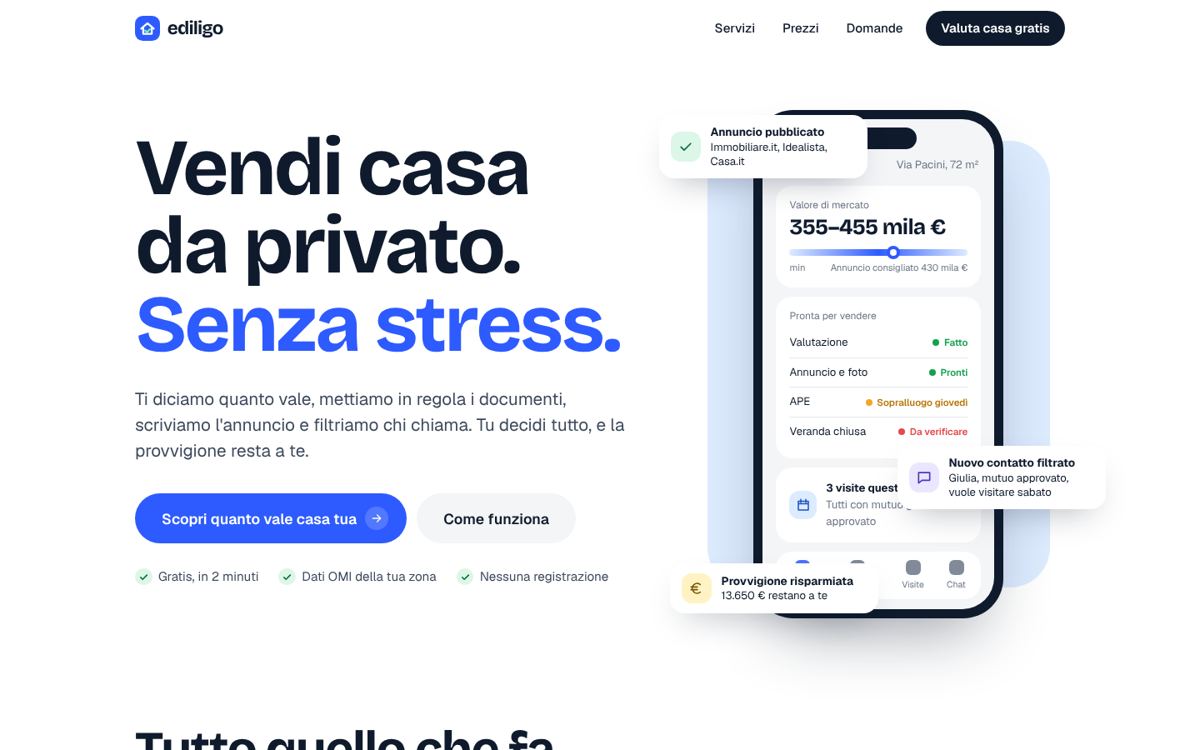 ediligo
Servizi
Prezzi
Domande
Valuta casa gratis
Vendi casa
da privato.
Senza stress.
Ti diciamo quanto vale, mettiamo in regola i documenti,
scriviamo l'annuncio e filtriamo chi chiama. Tu decidi tutto, e la
provvigione resta a te.
Scopri quanto vale casa tua
Come funziona
Gratis, in 2 minuti
Dati OMI della tua zona
Nessuna registrazione
Annuncio pubblicato
Immobiliare.it, Idealista,
Casa.it
Via Pacini, 72 m²
Valore di mercato
355–455 mila €
min
Annuncio consigliato 430 mila €
Pronta per vendere
Valutazione
Fatto
Annuncio e foto
Pronti
APE
Sopralluogo giovedì
Veranda chiusa
Da verificare
Nuovo contatto filtrato
Giulia, mutuo approvato,
vuole visitare sabato
3 visite quest
Tutti con mutuo
approvato
Visite
Chat
€
Provvigione risparmiata
13.650 € restano a te